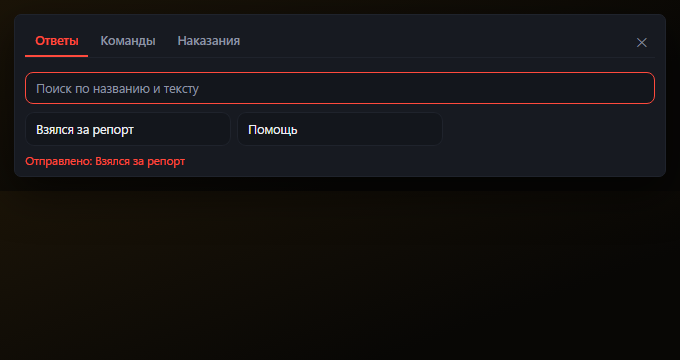 Ответы Команды Наказания
Поиск по названию и тексту
Взялся за репорт Помощь
Отправлено: Взялся за репорт